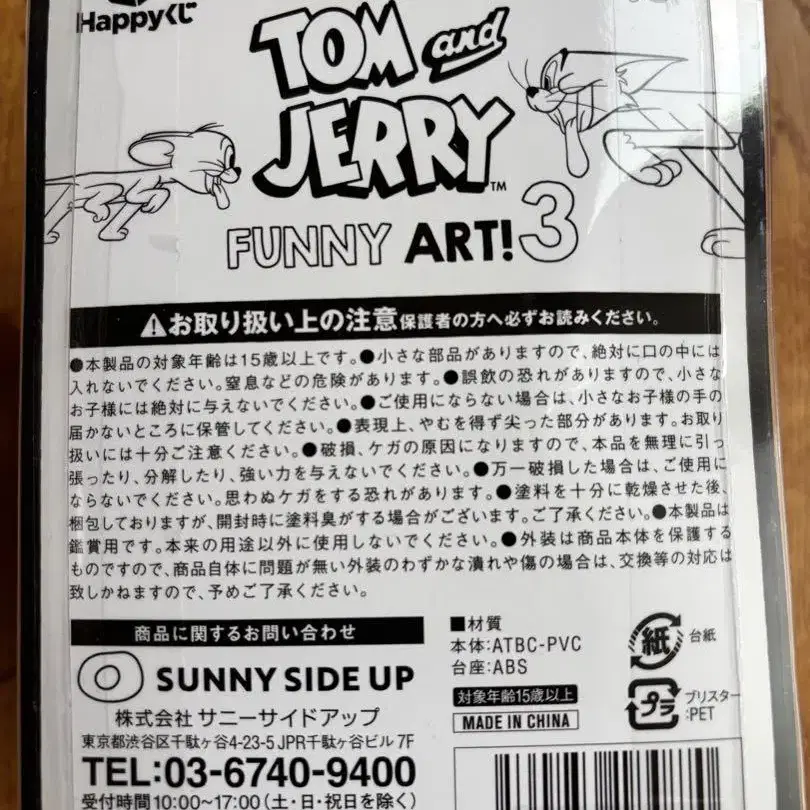 Happyくじ
TOM and
JERRY™
FUNNY ART! 3
⚠お取り扱い上の注意 保護者の方へ必ずお読みください。
●本製品の対象年齢は15歳以上です。●小さな部品がありますので、絶対に口の中には
入れないでください。窒息などの危険があります。●誤飲の恐れがありますので、小さな
お子様には絶対に与えないでください。●ご使用にならない場合は、小さなお子様の手の
届かないところに保管してください。●表現上、やむを得ず尖った部分があります。お取り
扱いには十分ご注意ください。●破損、ケガの原因になりますので、本品を無理に引っ
張ったり、分解したり、強い力を与えないでください。●万一破損した場合は、ご使用に
ならないでください。思わぬケガをする恐れがあります。●塗料を十分に乾燥させた後、
梱包しておりますが、開封時に塗料臭がする場合がございます。ご了承ください。●本製品は
鑑賞用です。本来の用途以外に使用しないでください。●外装は商品本体を保護する
ものですので、商品自体に問題が無い外装のわずかな潰れや傷の場合は、交換等の対応は
致しかねますので、予めご了承ください。
商品に関するお問い合わせ
SUNNY SIDE UP
株式会社 サニーサイドアップ
東京都渋谷区千駄ヶ谷4-23-5 JPR千駄ヶ谷ビル 7F
TEL:03-6740-9400
受付時間10:00~17:00(土・日・祝日を除く)
■材質
本体:ATBC-PVC
台座:ABS
対象年齢15歳以上
MADE IN CHINA
紙 台紙
プラ ブリスター
:PET